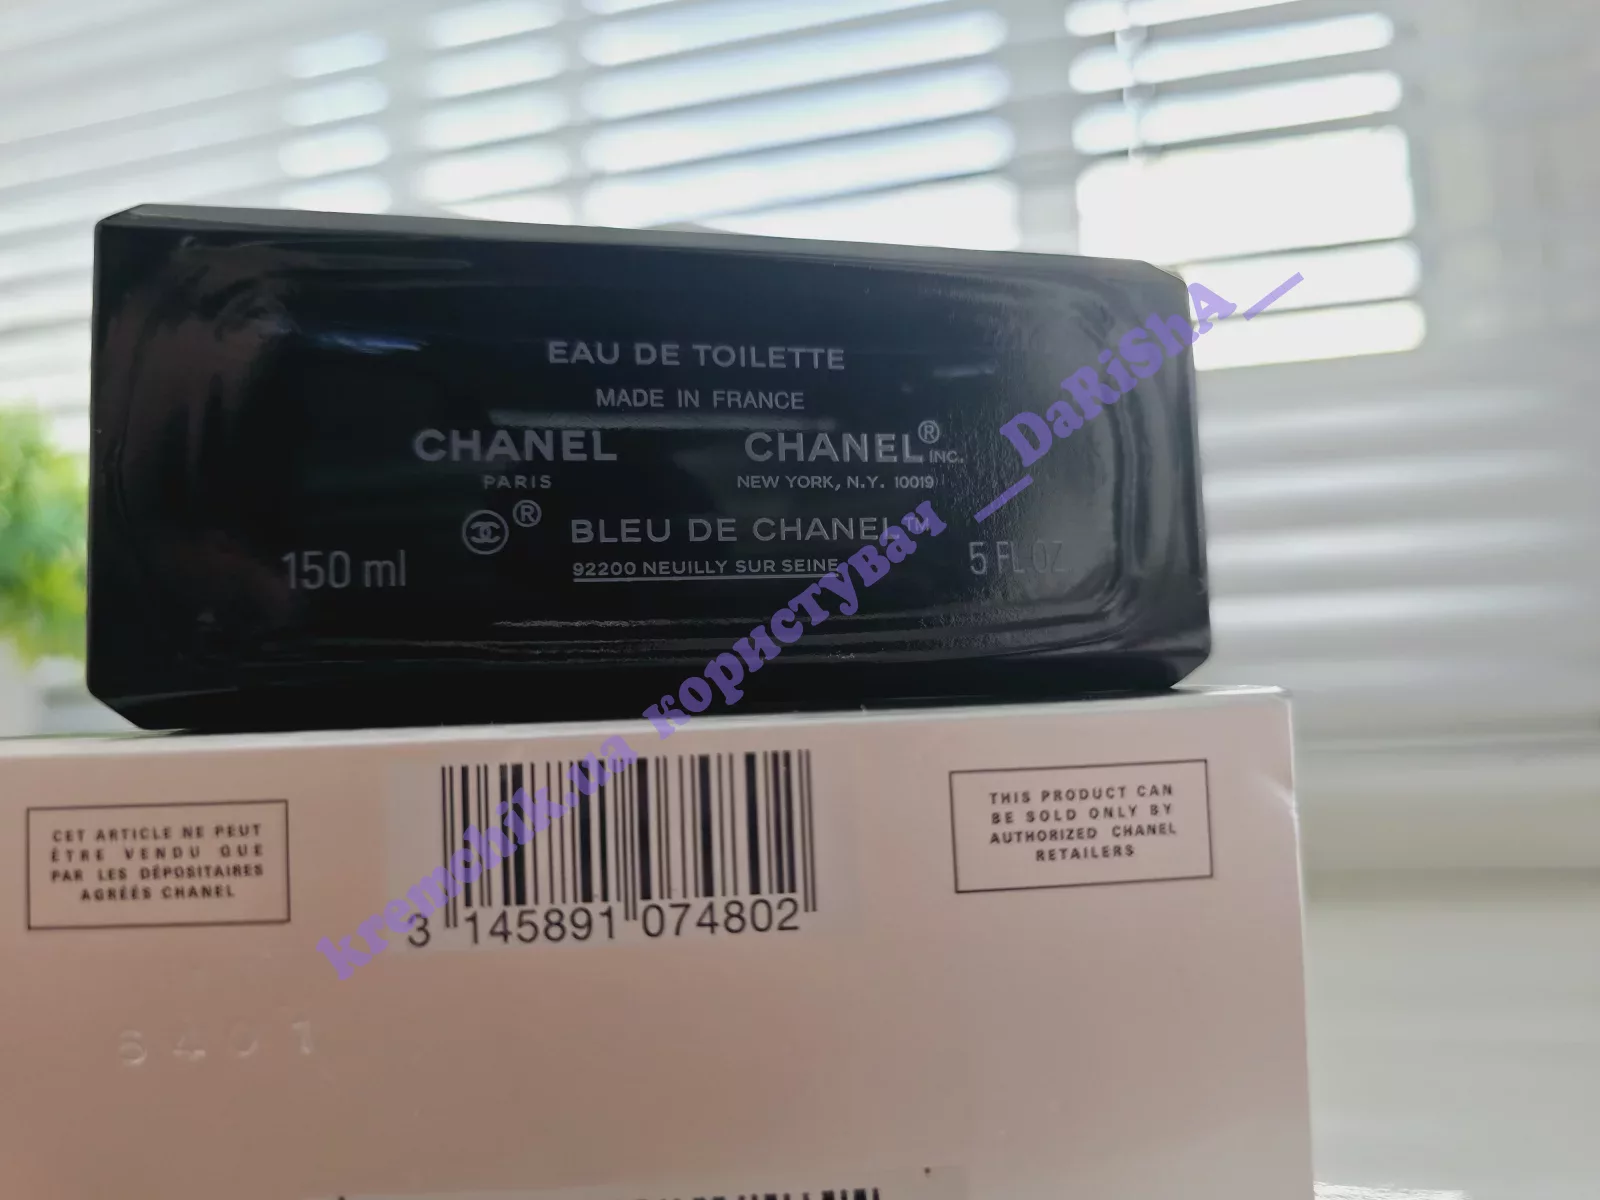 EAU DE TOILETTE
MADE IN FRANCE
CHANEL
PARIS
CHANEL® INC.
NEW YORK, N.Y. 10019
® BLEU DE CHANEL™
92200 NEUILLY SUR SEINE
150 ml
5 FL OZ
kremchik.ua користувач __DaRiShA__
CET ARTICLE NE PEUT
ÊTRE VENDU QUE
PAR LES DÉPOSITAIRES
AGRÉÉS CHANEL
3 145891 074802
THIS PRODUCT CAN
BE SOLD ONLY BY
AUTHORIZED CHANEL
RETAILERS
6401